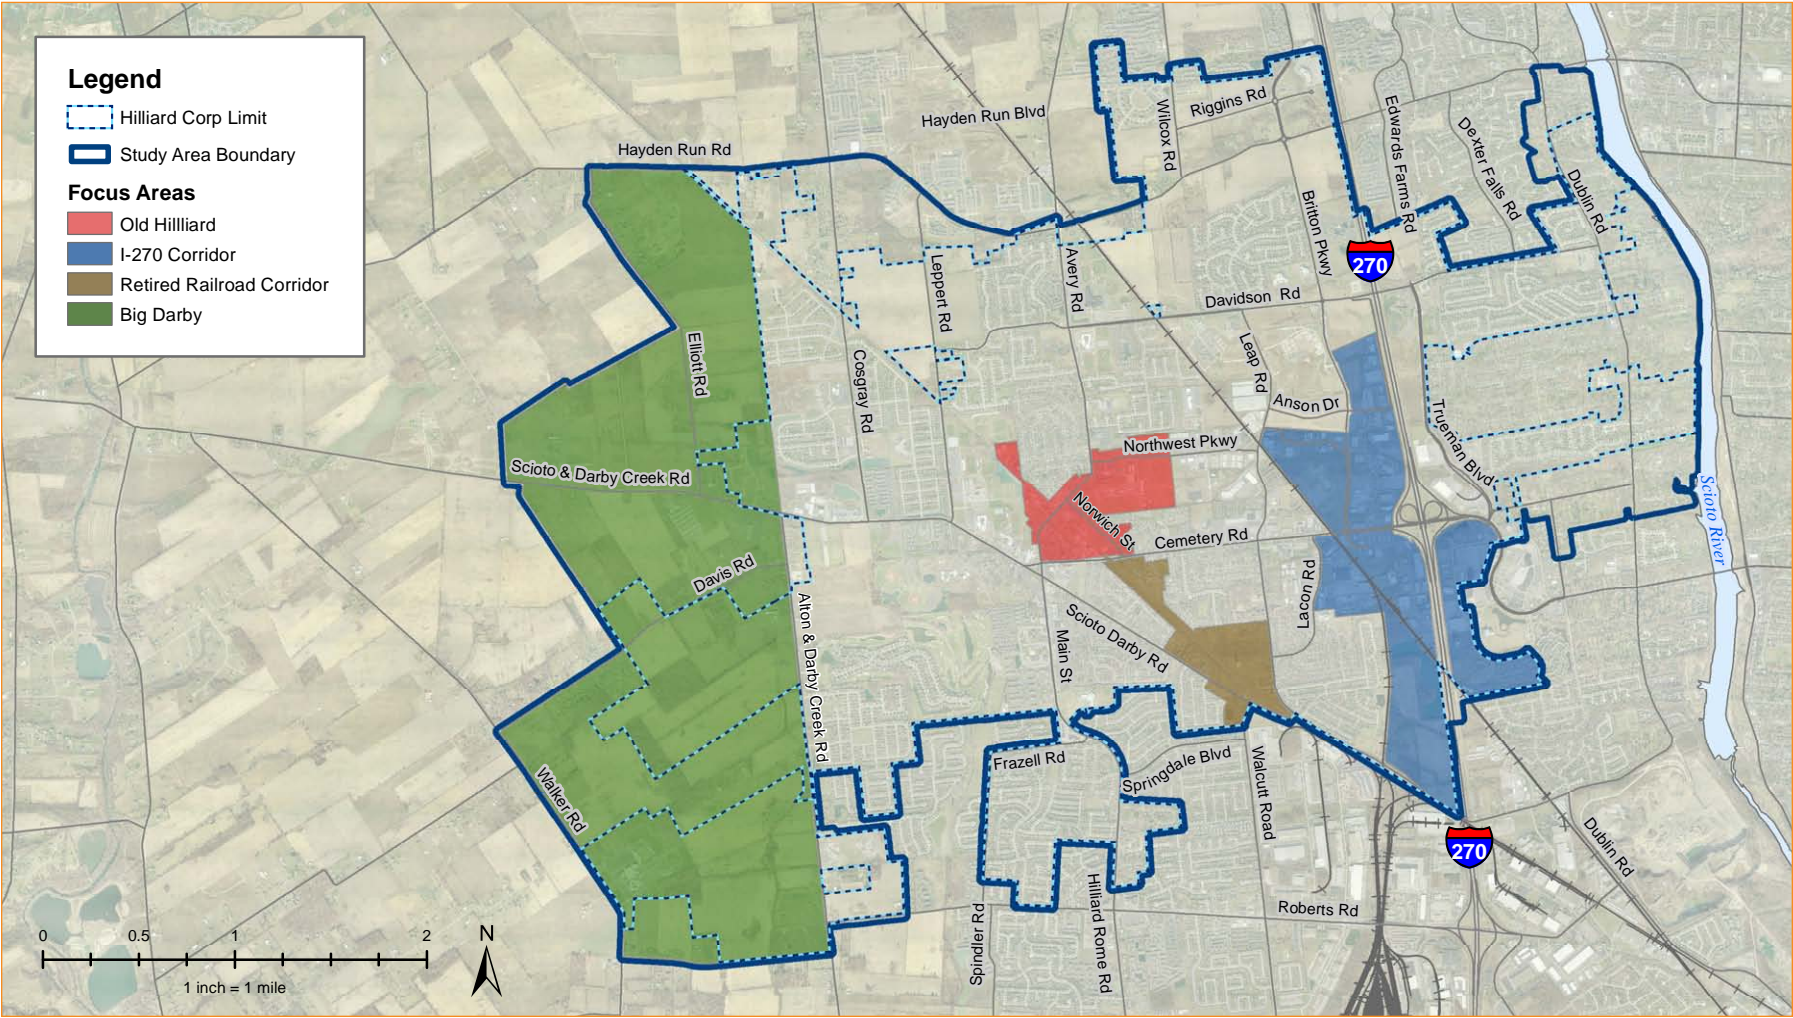 Legend
Hilliard Corp Limit
Study Area Boundary
Focus Areas
Old Hillliard
I-270 Corridor
Retired Railroad Corridor
Big Darby
Hayden Run Rd
Hayden Run Blvd
Wilcox Rd
Riggins Rd
Edwards Farms Rd
Dexter Falls Rd
Dublin Rd
Britton Pkwy
270
Avery Rd
Leppert Rd
Davidson Rd
Elliott Rd
Cosgray Rd
Leap Rd
Anson Dr
Trueman Blvd
Northwest Pkwy
Scioto & Darby Creek Rd
Norwich St
Cemetery Rd
Scioto River
Davis Rd
Lacon Rd
Alton & Darby Creek Rd
Scioto Darby Rd
Main St
Frazell Rd
Springdale Blvd
Walcutt Road
Walker Rd
270
Dublin Rd
Spindler Rd
Hilliard Rome Rd
Roberts Rd
0 0.5 1 2
1 inch = 1 mile
N